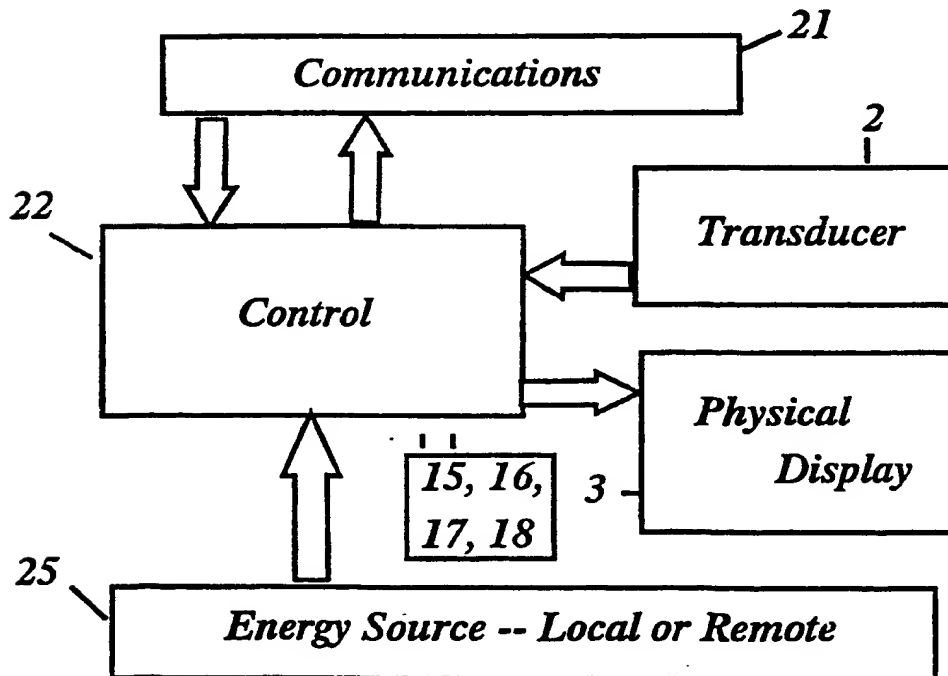 21
Communications
2
22
Transducer
Control
Physical
Display
3
15, 16,
17, 18
25
Energy Source -- Local or Remote